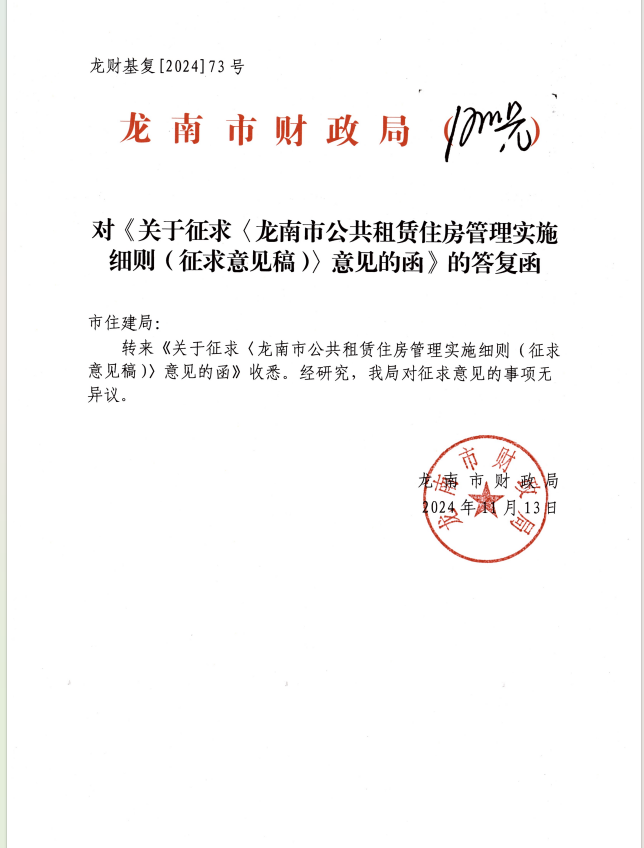 龙财基复[2024]73号
龙南市财政局( )
对《关于征求〈龙南市公共租赁住房管理实施
细则(征求意见稿)〉意见的函》的答复函
市住建局:
转来《关于征求〈龙南市公共租赁住房管理实施细则(征求
意见稿)〉意见的函》收悉。经研究,我局对征求意见的事项无
异议。
龙南市财政局
2024年11月13日
龙南市财政局